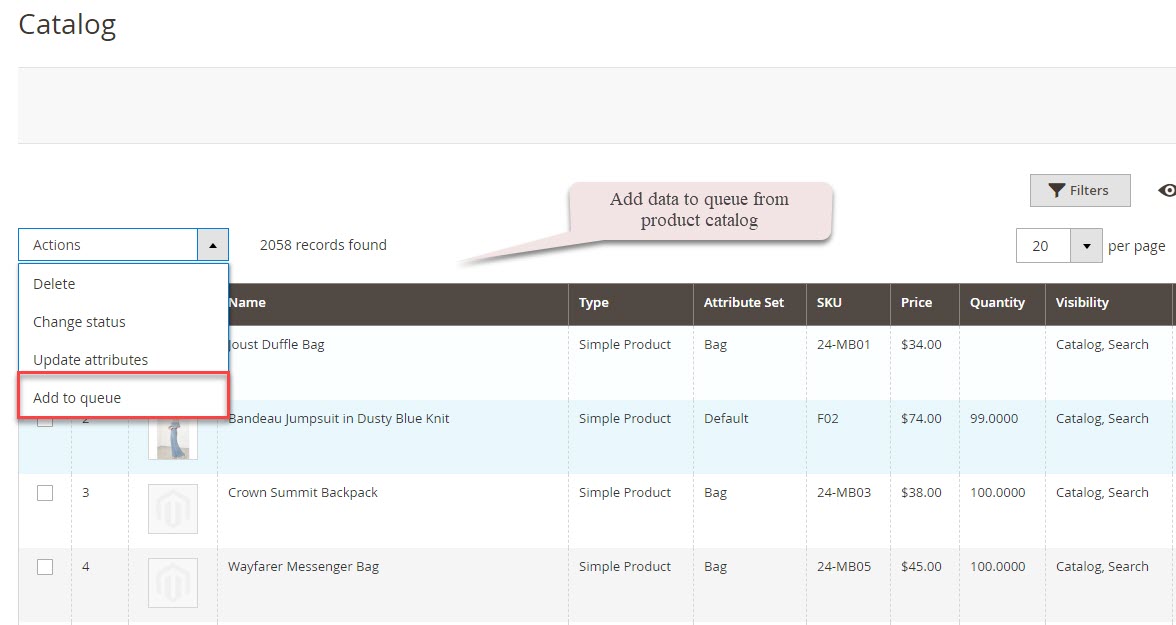 Catalog
Filters
Add data to queue from
product catalog
Actions
2058 records found
20
per page
Delete
Change status
Update attributes
Add to queue
Name Type Attribute Set SKU Price Quantity Visibility
Joust Duffle Bag Simple Product Bag 24-MB01 $34.00 Catalog, Search
2 Bandeau Jumpsuit in Dusty Blue Knit Simple Product Default F02 $74.00 99.0000 Catalog, Search
3 Crown Summit Backpack Simple Product Bag 24-MB03 $38.00 100.0000 Catalog, Search
4 Wayfarer Messenger Bag Simple Product Bag 24-MB05 $45.00 100.0000 Catalog, Search